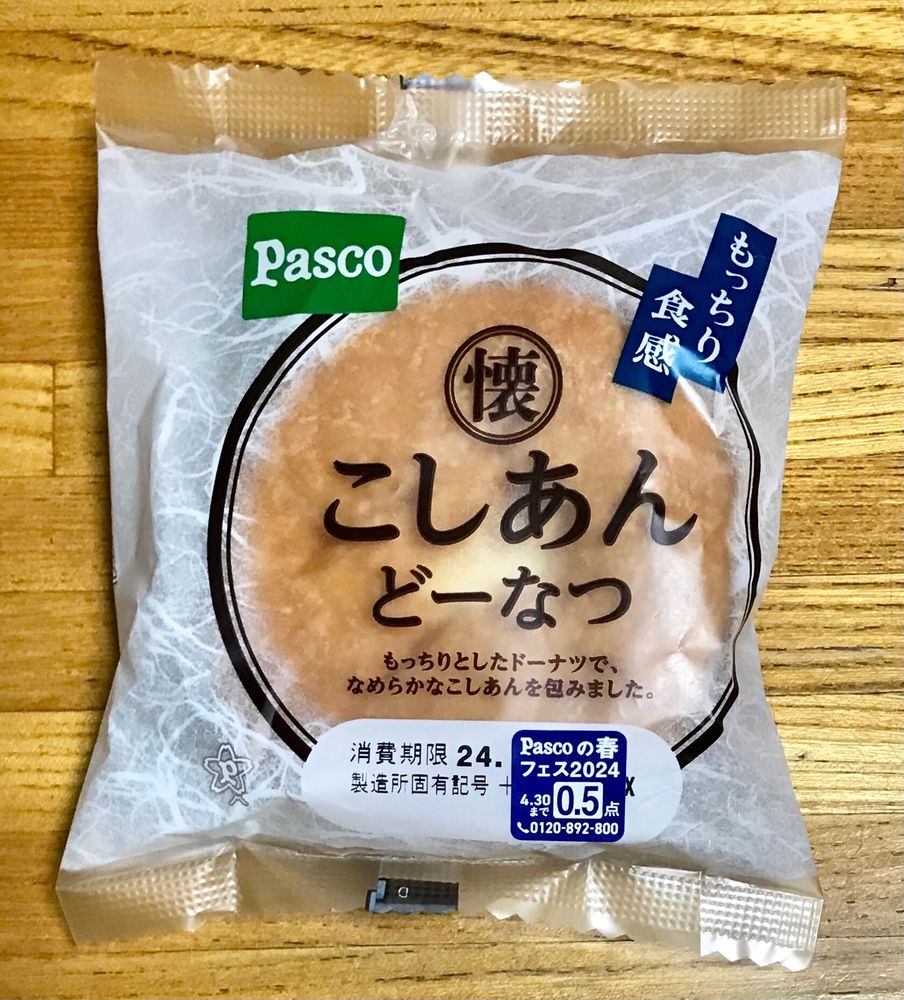 Pasco
もっちり
食感
懐
こしあん
どーなつ
もっちりとしたドーナツで、
なめらかなこしあんを包みました。
消費期限 24.
製造所固有記号 +
X
Pascoの春
フェス2024
4.30まで 0.5点
0120-892-800
D